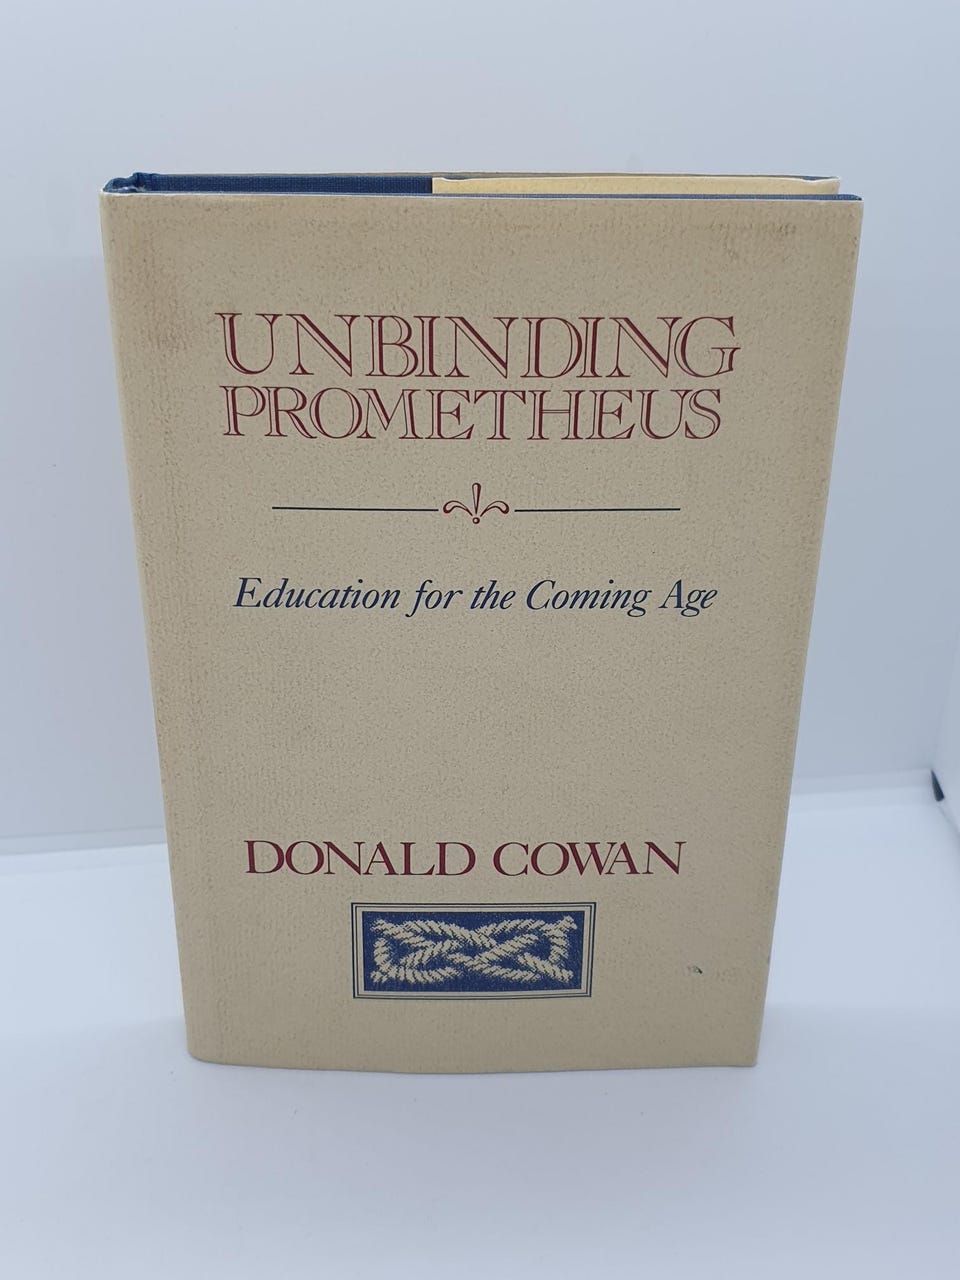 UNBINDING
PROMETHEUS
Education for the Coming Age
DONALD COWAN